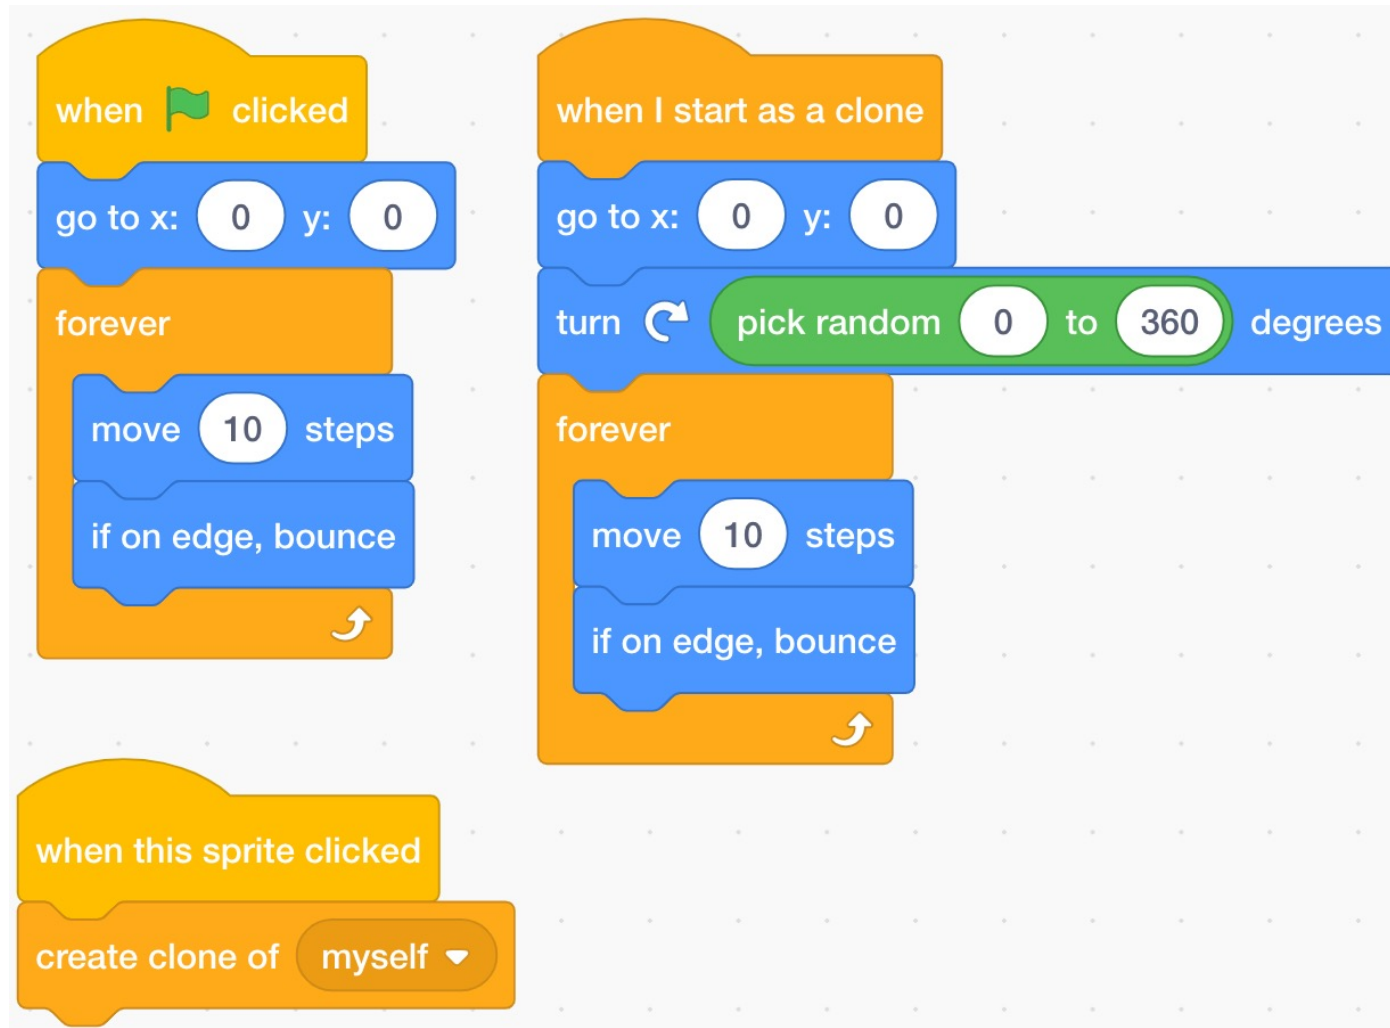 when clicked
go to x: 0 y: 0
forever
move 10 steps
if on edge, bounce
when I start as a clone
go to x: 0 y: 0
turn pick random 0 to 360 degrees
forever
move 10 steps
if on edge, bounce
when this sprite clicked
create clone of myself